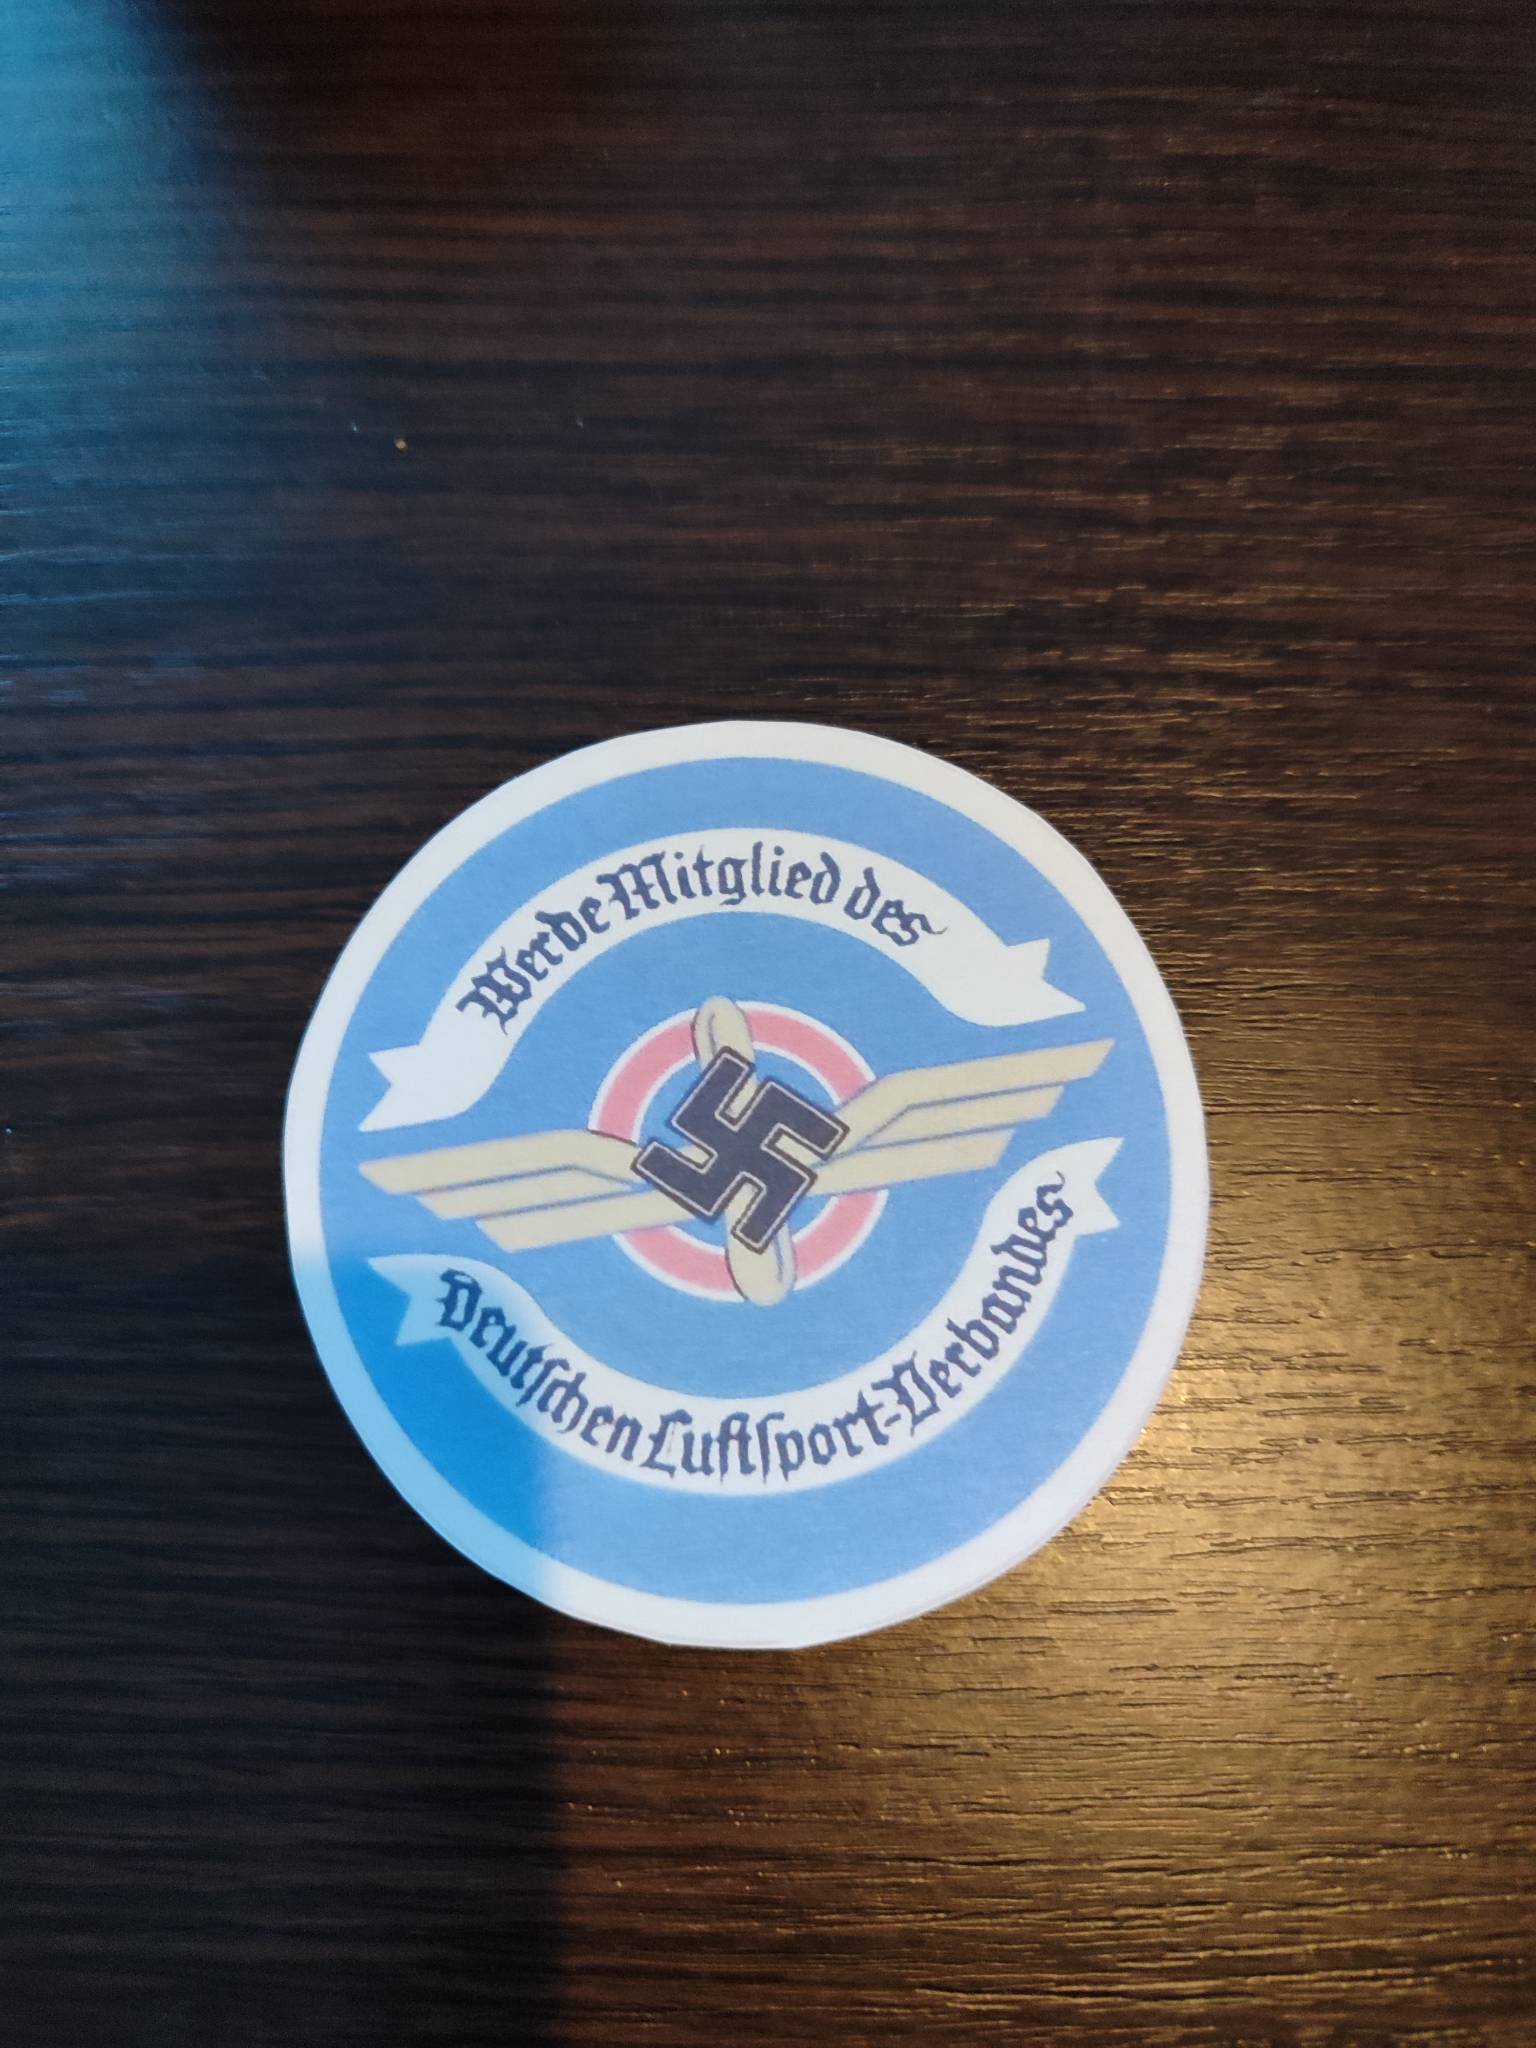 Werde Mitglied des
Deutschen Luftsport-Verbandes